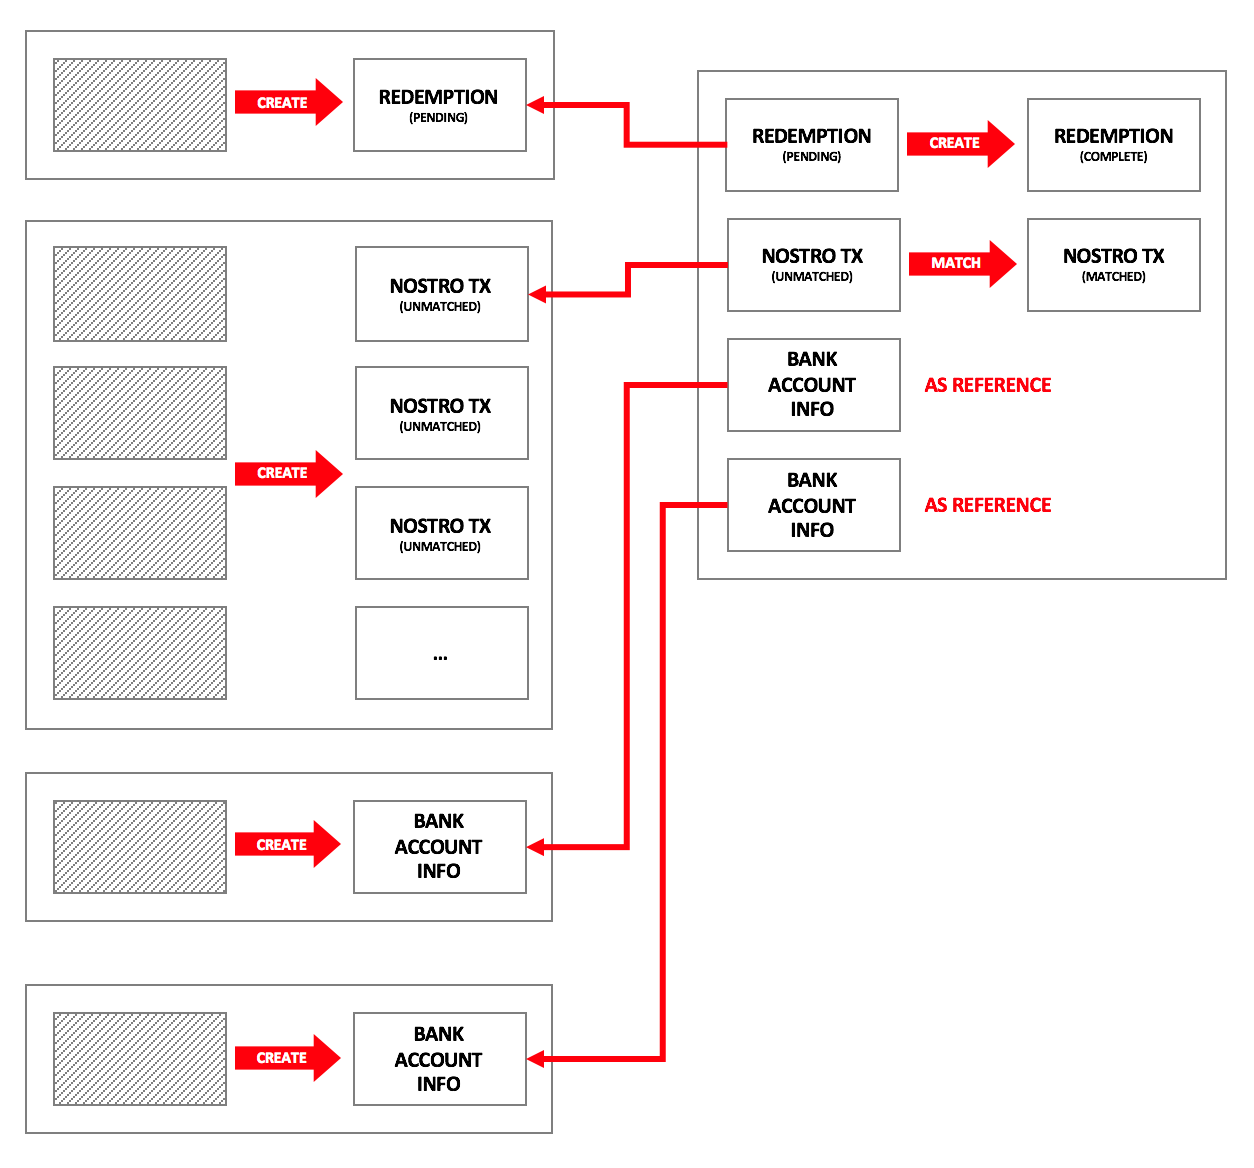 CREATE
REDEMPTION
(PENDING)
CREATE
NOSTRO TX
(UNMATCHED)
NOSTRO TX
(UNMATCHED)
NOSTRO TX
(UNMATCHED)
...
CREATE
BANK
ACCOUNT
INFO
CREATE
BANK
ACCOUNT
INFO
REDEMPTION
(PENDING)
CREATE
REDEMPTION
(COMPLETE)
NOSTRO TX
(UNMATCHED)
MATCH
NOSTRO TX
(MATCHED)
BANK
ACCOUNT
INFO
AS REFERENCE
BANK
ACCOUNT
INFO
AS REFERENCE